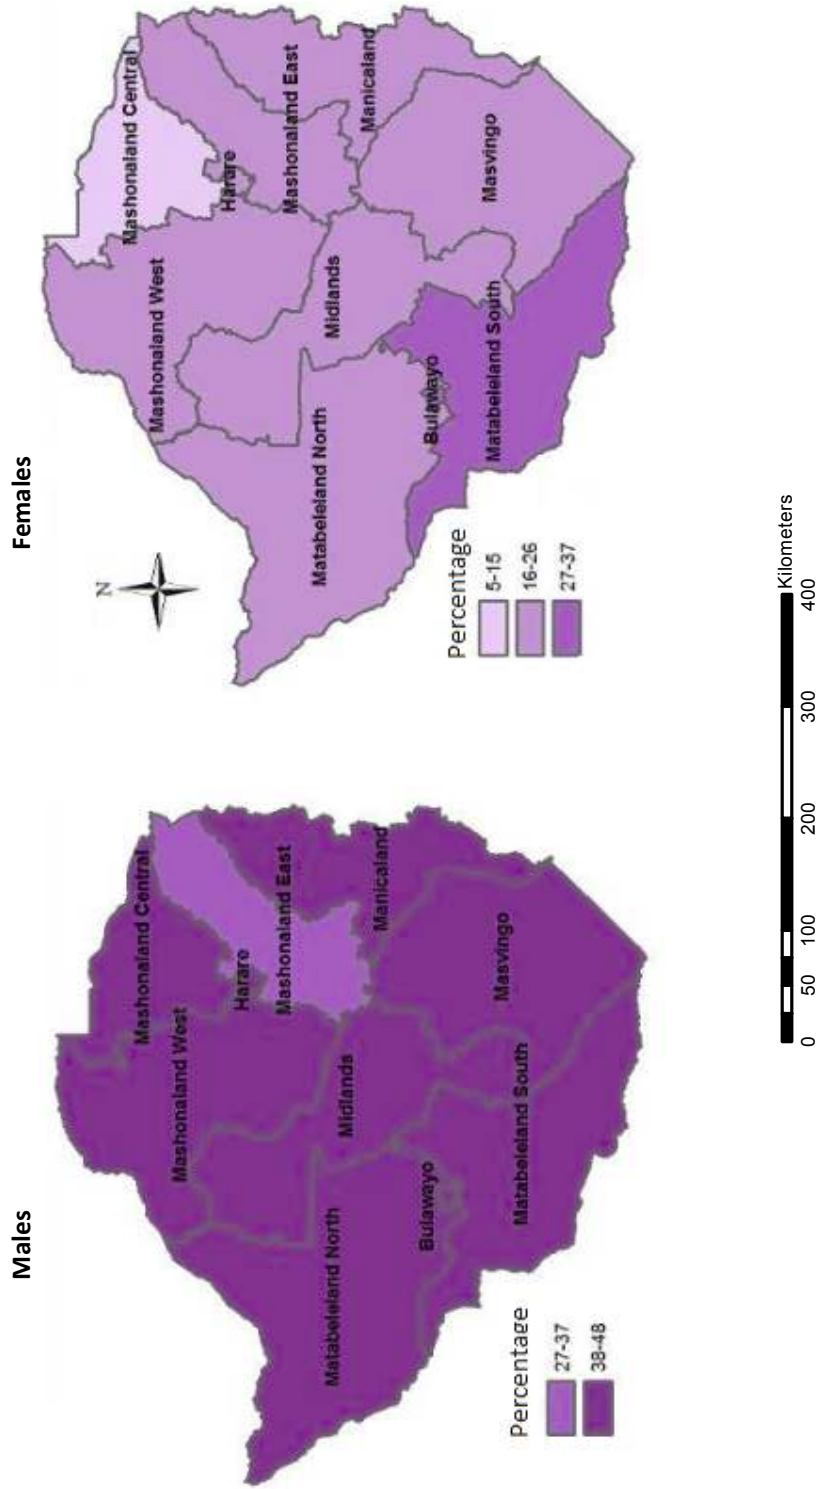 Males
Mashonaland Central
Mashonaland West
Harare
Mashonaland East
Midlands
Manicaland
Matabeleland North
Bulawayo
Masvingo
Matabeleland South
Percentage
27-37
38-48
Females
N
Mashonaland Central
Mashonaland West
Harare
Mashonaland East
Midlands
Manicaland
Matabeleland North
Bulawayo
Masvingo
Matabeleland South
Percentage
5-15
16-26
27-37
0 50 100 200 300 400
Kilometers